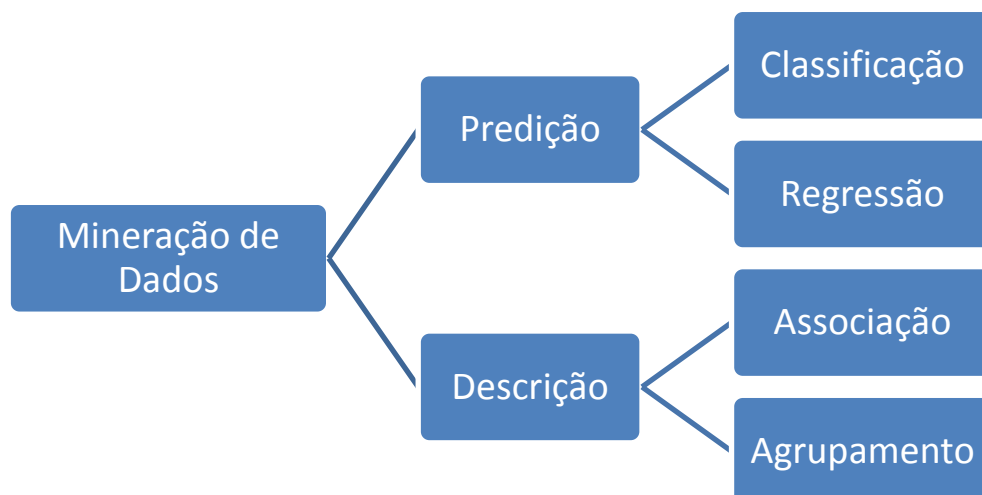 Mineração de
Dados
Predição
Classificação
Regressão
Descrição
Associação
Agrupamento